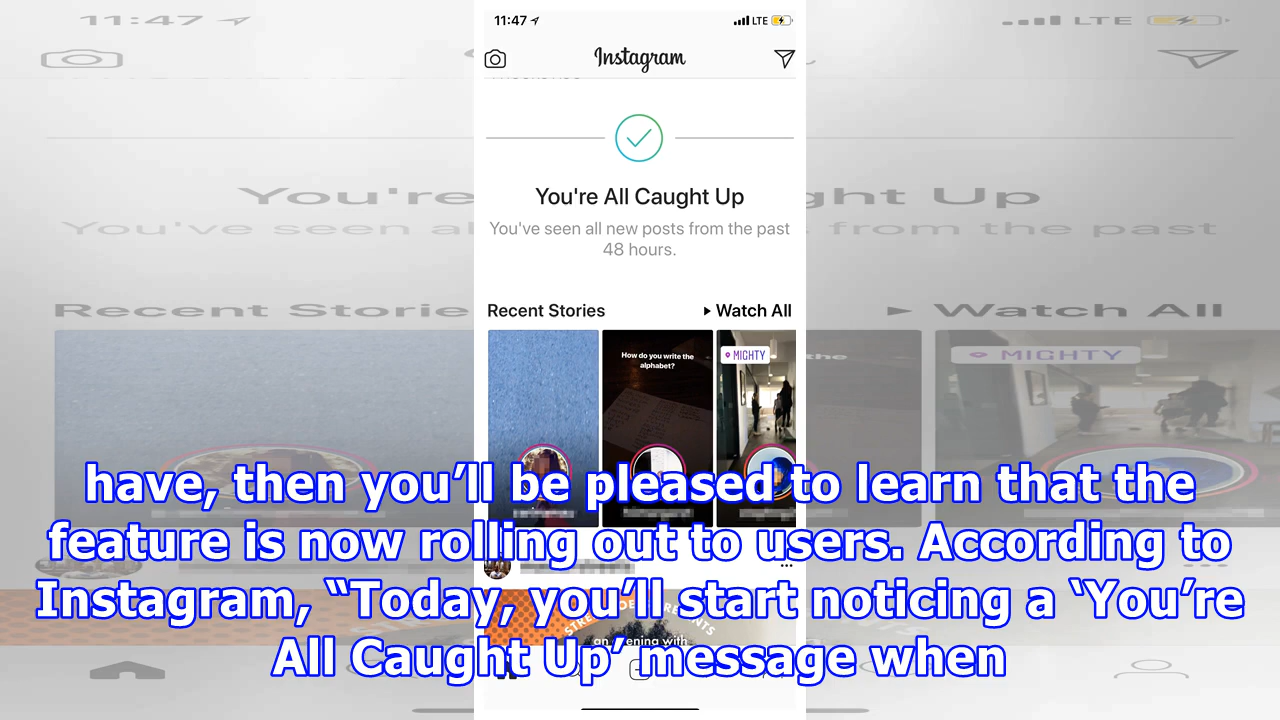 11:47
LTE
Instagram
You're All Caught Up
You've seen all new posts from the past
48 hours.
Recent Stories
Watch All
How do you write the
alphabet?
MIGHTY
have, then you’ll be pleased to learn that the
feature is now rolling out to users. According to
Instagram, “Today, you’ll start noticing a ‘You’re
All Caught Up’ message when
an evening with